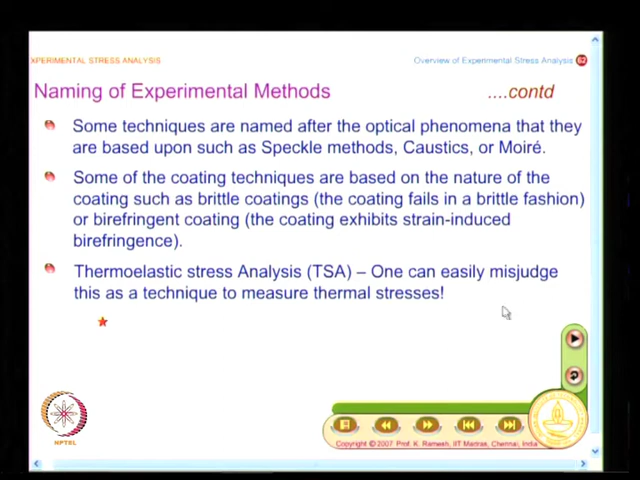 XPERIMENTAL STRESS ANALYSIS
Overview of Experimental Stress Analysis 62
Naming of Experimental Methods ....contd
Some techniques are named after the optical phenomena that they
are based upon such as Speckle methods, Caustics, or Moiré.
Some of the coating techniques are based on the nature of the
coating such as brittle coatings (the coating fails in a brittle fashion)
or birefringent coating (the coating exhibits strain-induced
birefringence).
Thermoelastic stress Analysis (TSA) – One can easily misjudge
this as a technique to measure thermal stresses!
NPTEL
Copyright © 2007 Prof. K. Ramesh, IIT Madras, Chennai, India